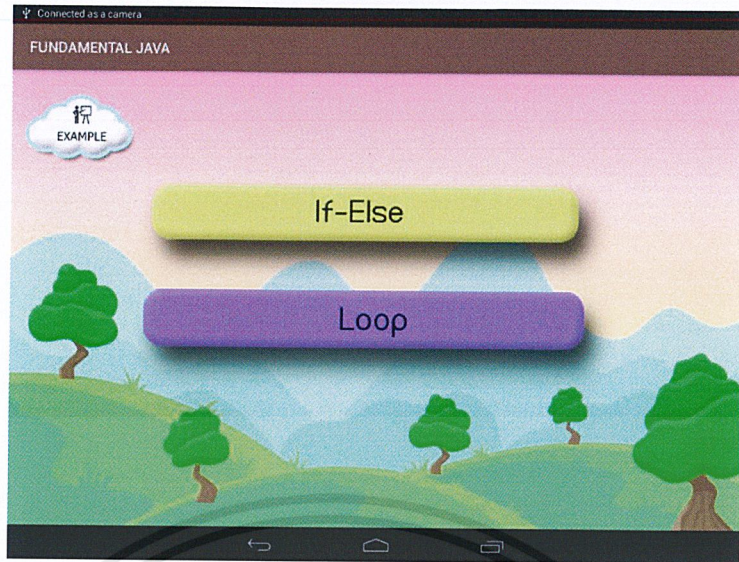 Connected as a camera
FUNDAMENTAL JAVA
EXAMPLE
If-Else
Loop